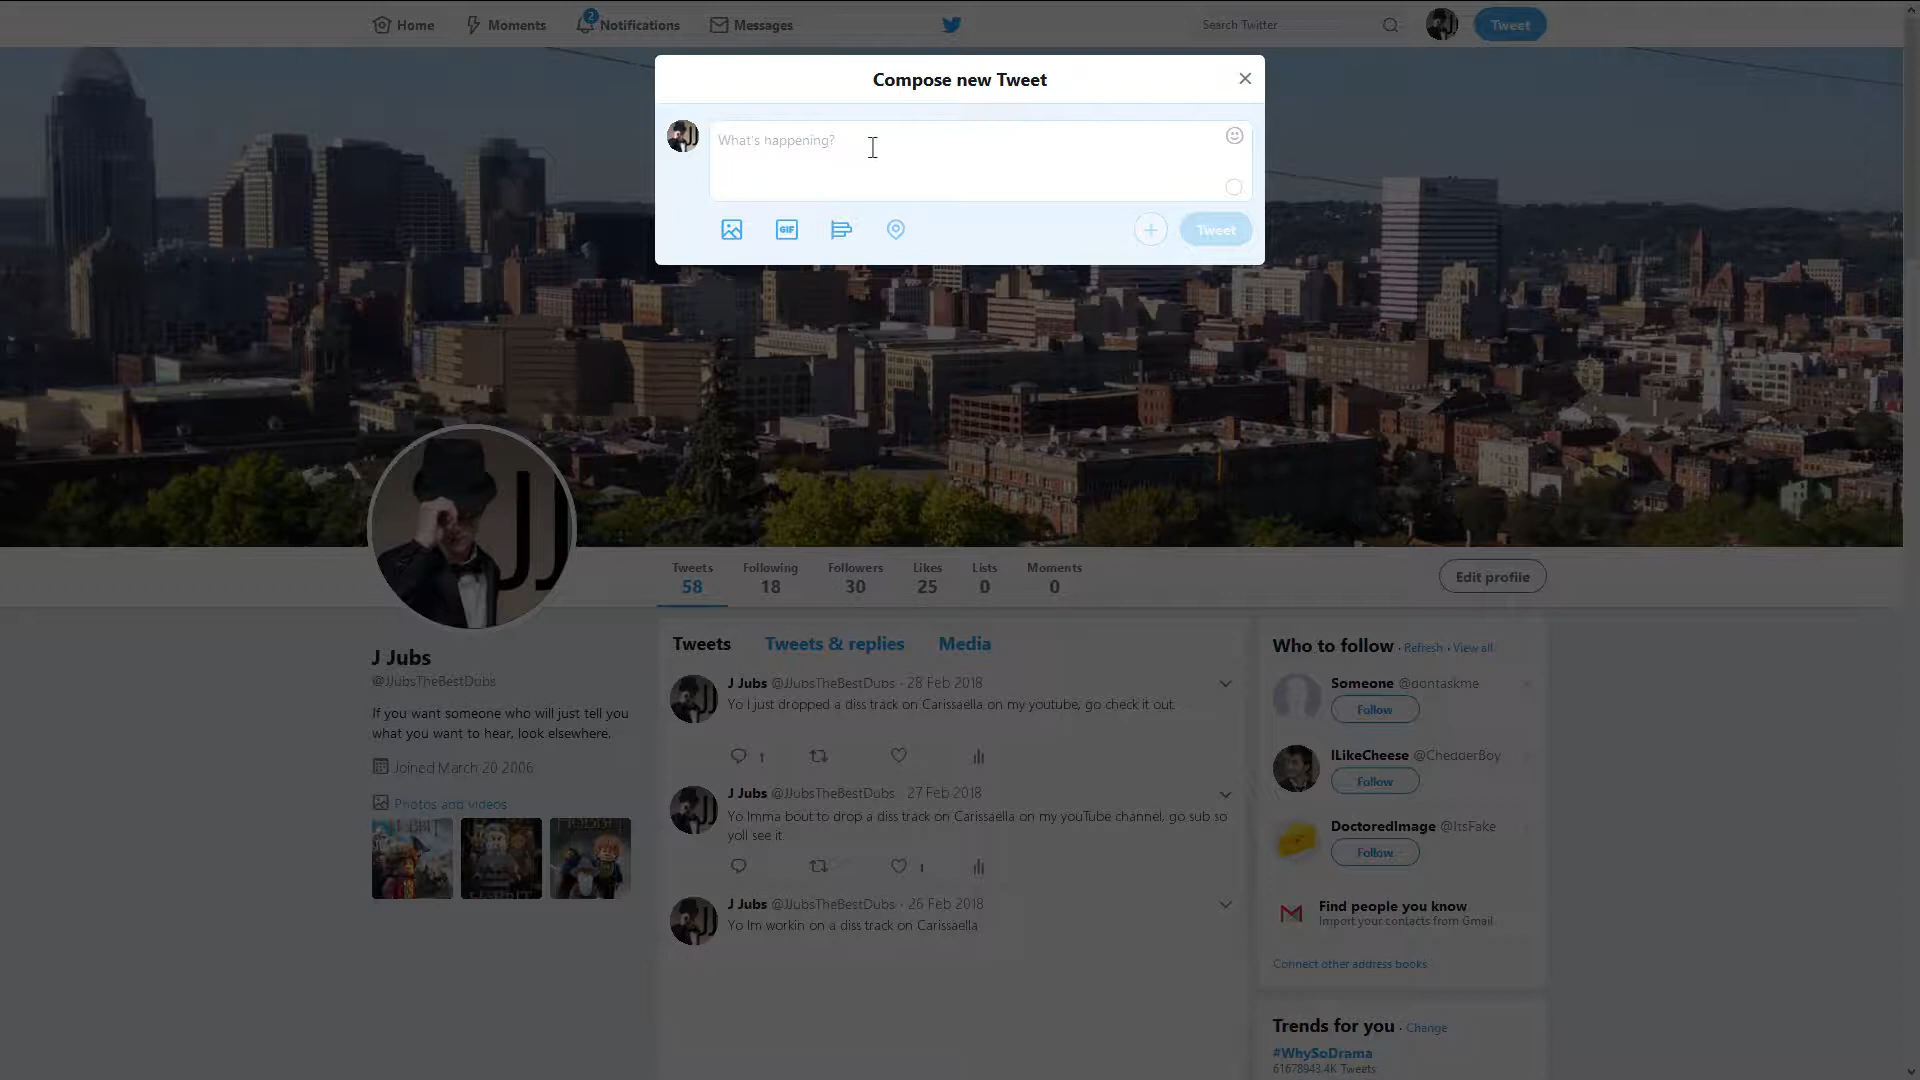 Home Moments 2 Notifications Messages Search Twitter Tweet
Compose new Tweet
What's happening?
GIF
Tweet
Tweets Following Followers Likes Lists Moments
58 18 30 25 0 0
Edit profile
J Jubs
@JJubsTheBestDubs
If you want someone who will just tell you
what you want to hear, look elsewhere.
Joined March 20 2006
Photos and videos
Tweets Tweets & replies Media
J Jubs @JJubsTheBestDubs · 28 Feb 2018
Yo I just dropped a diss track on Carissaella on my youtube, go check it out.
1
J Jubs @JJubsTheBestDubs · 27 Feb 2018
Yo Imma bout to drop a diss track on Carissaella on my youTube channel, go sub so
yoll see it
1
J Jubs @JJubsTheBestDubs · 26 Feb 2018
Yo Im workin on a diss track on Carissaella
Who to follow · Refresh · View all
Someone @dontaskme
Follow
ILikeCheese @ChedderBoy
Follow
DoctoredImage @ItsFake
Follow
Find people you know
Import your contacts from Gmail
Connect other address books
Trends for you · Change
#WhySoDrama
61678943.4K Tweets